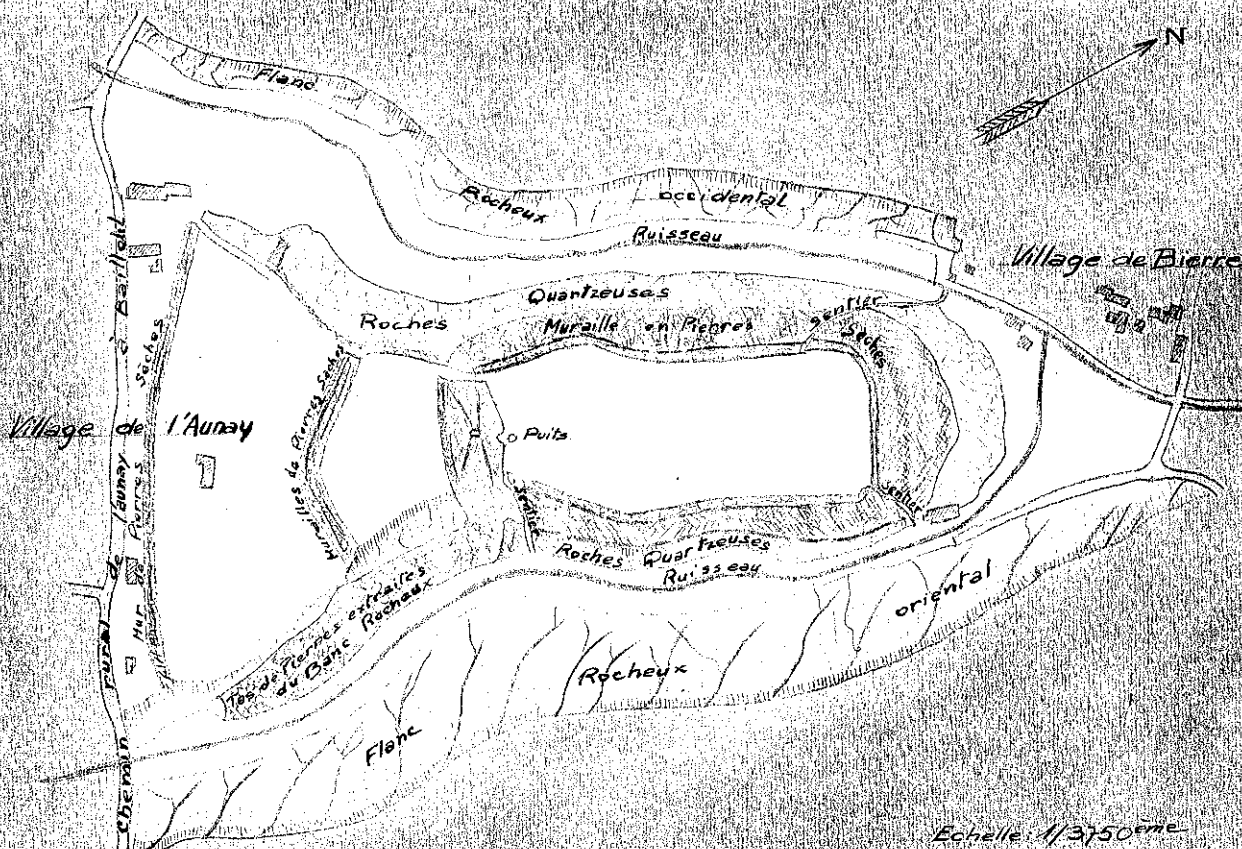 N
Flanc
Rocheux
occidental
Ruisseau
Village de Bierre
Quartzeuses
Roches
Muraille en Pierres
Sèches
Sentier
Chemin rural de l'aunay à Bailleul
Mur de Pierres Sèches
Village de l'Aunay
Murailles de Pierres Sèches
Puits
Sentier
Sentier
Roches Quartzeuses
Ruisseau
Tas de Pierres extraites
du Banc Rocheux
oriental
Rocheux
Flanc
Echelle: 1/3750ème